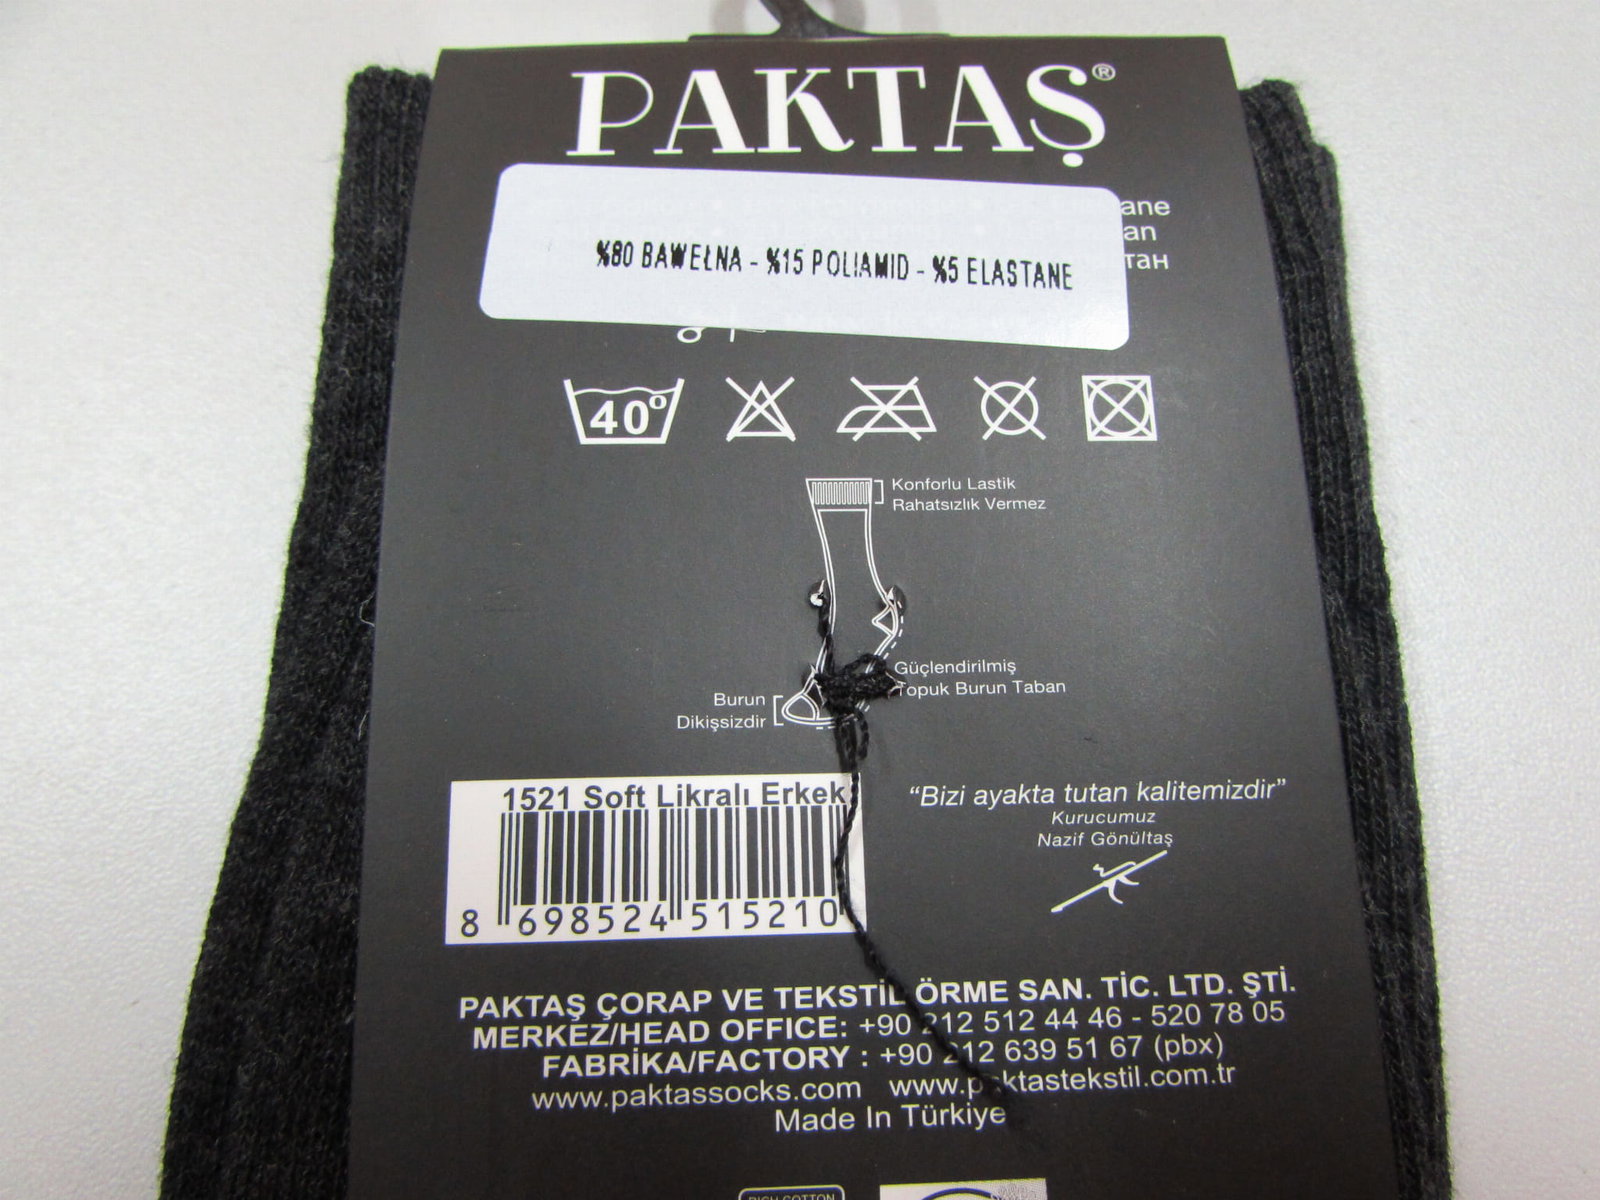 PAKTAŞ®
ane
an
тан
%80 BAWEŁNA - %15 POLIAMID - %5 ELASTANE
40°
Konforlu Lastik
Rahatsızlık Vermez
Güçlendirilmiş
Topuk Burun Taban
Burun
Dikişsizdir
1521 Soft Likralı Erkek
8 698524 515210
“Bizi ayakta tutan kalitemizdir”
Kurucumuz
Nazif Gönültaş
PAKTAŞ ÇORAP VE TEKSTİL ÖRME SAN. TİC. LTD. ŞTİ.
MERKEZ/HEAD OFFICE: +90 212 512 44 46 - 520 78 05
FABRİKA/FACTORY : +90 212 639 51 67 (pbx)
www.paktassocks.com www.paktastekstil.com.tr
Made In Türkiye
RICH COTTON